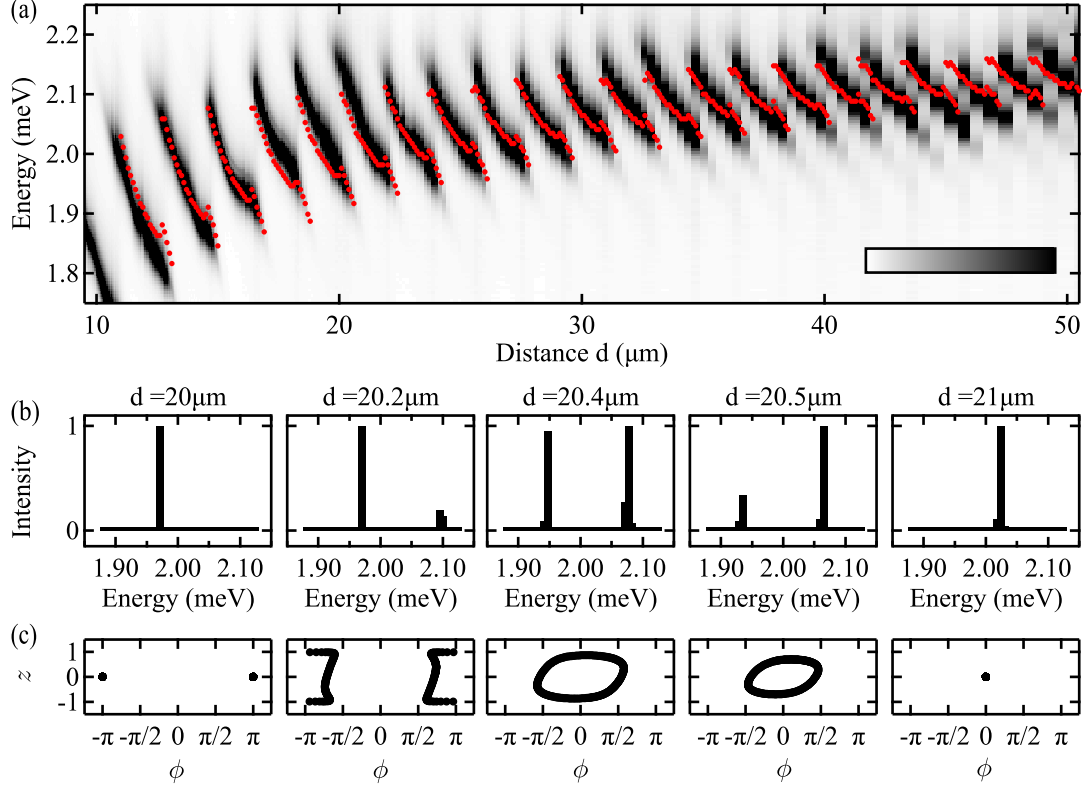 (a)
Energy (meV)
2.2
2.1
2.0
1.9
1.8
10 20 30 40 50
Distance d (μm)
(b)
d =20μm d =20.2μm d =20.4μm d =20.5μm d =21μm
Intensity
1
0
1.90 2.00 2.10 1.90 2.00 2.10 1.90 2.00 2.10 1.90 2.00 2.10 1.90 2.00 2.10
Energy (meV) Energy (meV) Energy (meV) Energy (meV) Energy (meV)
(c)
z
1
0
-1
-π -π/2 0 π/2 π -π -π/2 0 π/2 π -π -π/2 0 π/2 π -π -π/2 0 π/2 π -π -π/2 0 π/2 π
ϕ ϕ ϕ ϕ ϕ